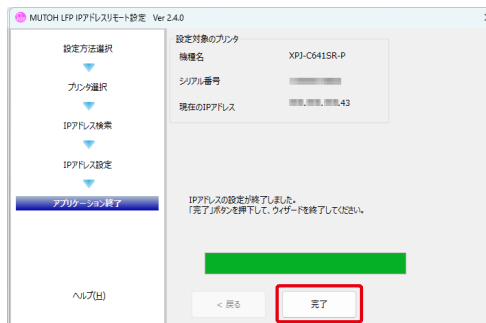 MUTOH LFP IPアドレスリモート設定 Ver 2.4.0
設定方法選択
プリンタ選択
IPアドレス検索
IPアドレス設定
アプリケーション終了
ヘルプ(H)
設定対象のプリンタ
機種名 XPJ-C641SR-P
シリアル番号
現在のIPアドレス .43
IPアドレスの設定が終了しました。
「完了」ボタンを押下して、ウィザードを終了してください。
< 戻る 完了